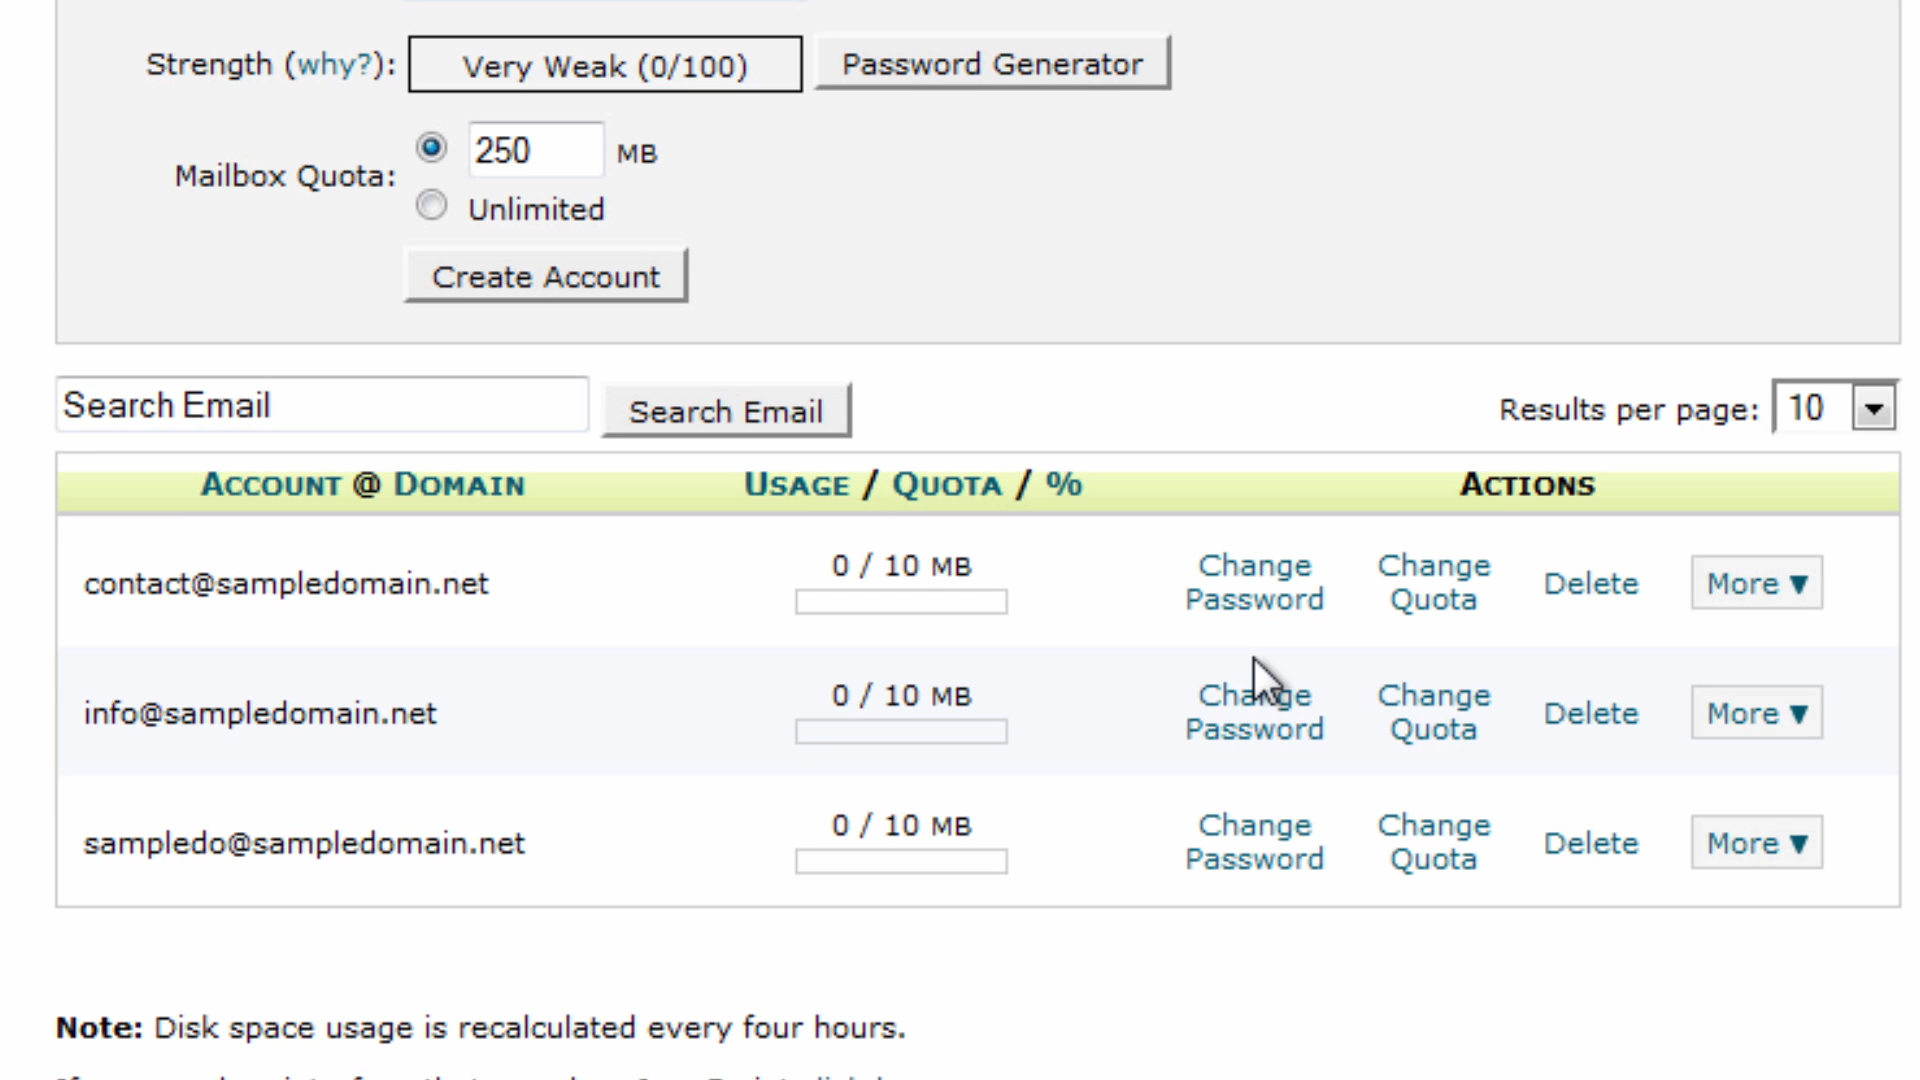 Strength (why?): Very Weak (0/100) Password Generator
Mailbox Quota: 250 MB
Unlimited
Create Account
Search Email Search Email Results per page: 10
ACCOUNT @ DOMAIN USAGE / QUOTA / % ACTIONS
contact@sampledomain.net 0 / 10 MB Change Password Change Quota Delete More ▼
info@sampledomain.net 0 / 10 MB Change Password Change Quota Delete More ▼
sampledo@sampledomain.net 0 / 10 MB Change Password Change Quota Delete More ▼
Note: Disk space usage is recalculated every four hours.